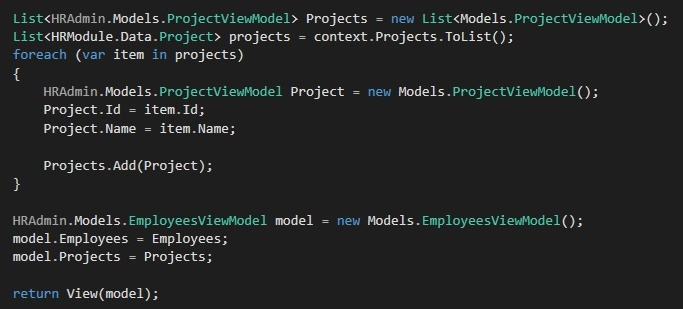 List<HRAdmin.Models.ProjectViewModel> Projects = new List<Models.ProjectViewModel>();
List<HRModule.Data.Project> projects = context.Projects.ToList();
foreach (var item in projects)
{
    HRAdmin.Models.ProjectViewModel Project = new Models.ProjectViewModel();
    Project.Id = item.Id;
    Project.Name = item.Name;

    Projects.Add(Project);
}

HRAdmin.Models.EmployeesViewModel model = new Models.EmployeesViewModel();
model.Employees = Employees;
model.Projects = Projects;

return View(model);